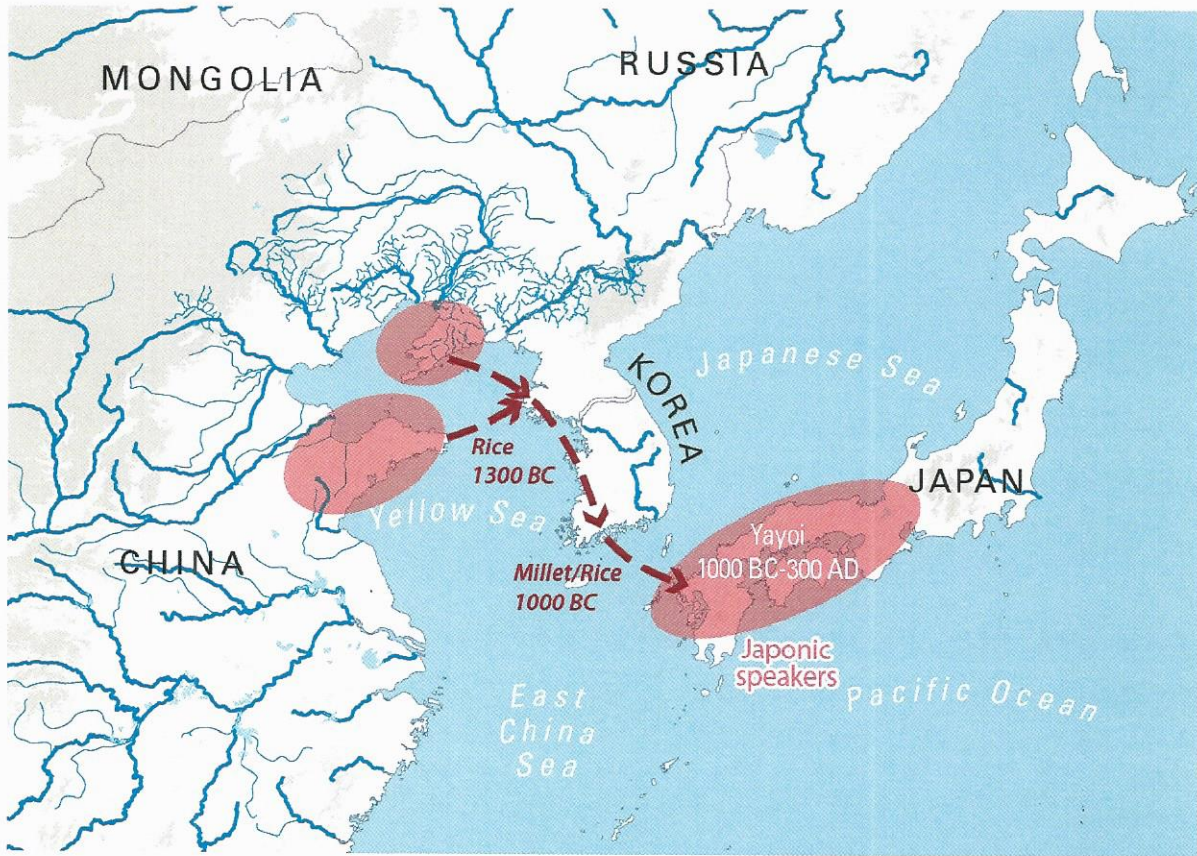 MONGOLIA
RUSSIA
KOREA
Japanese Sea
Rice
1300 BC
JAPAN
Yellow Sea
Yayoi
1000 BC-300 AD
CHINA
Millet/Rice
1000 BC
Japonic
speakers
East
China
Sea
Pacific Ocean